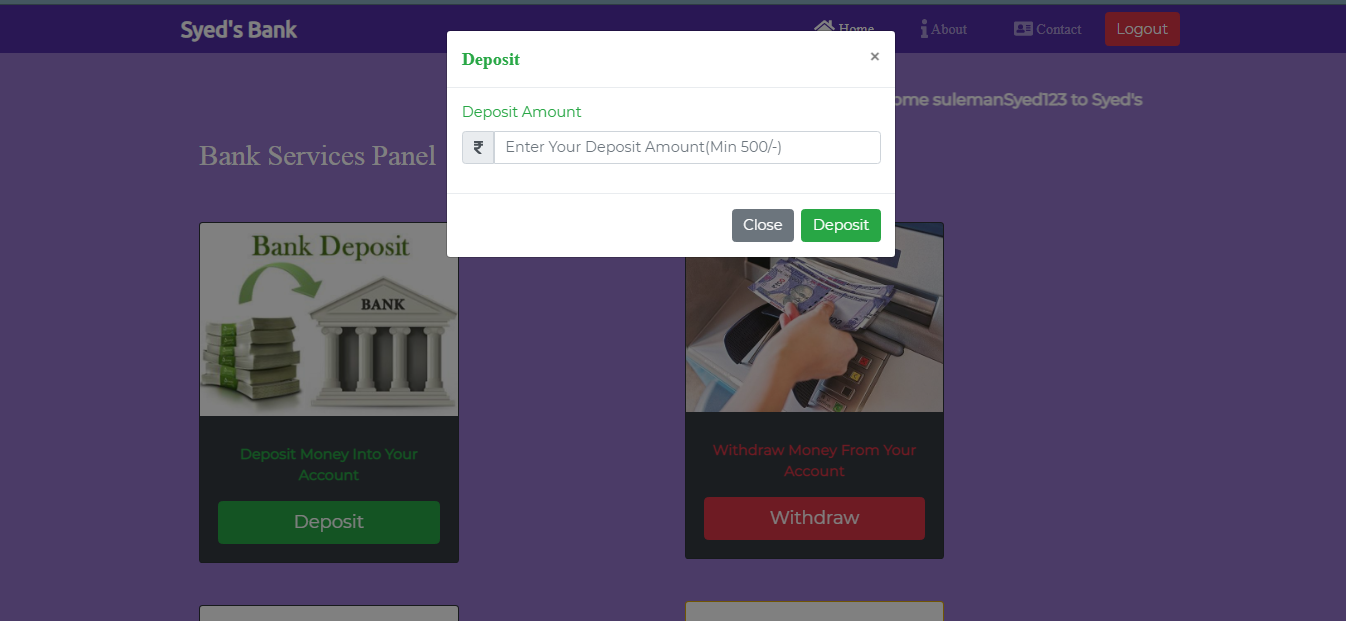 Syed's Bank
Home
About
Contact
Logout
Deposit
×
Deposit Amount
₹
Enter Your Deposit Amount(Min 500/-)
Close
Deposit
sulemanSyed123 to Syed's
Bank Services Panel
Bank Deposit
BANK
Deposit Money Into Your
Account
Deposit
Withdraw Money From Your
Account
Withdraw